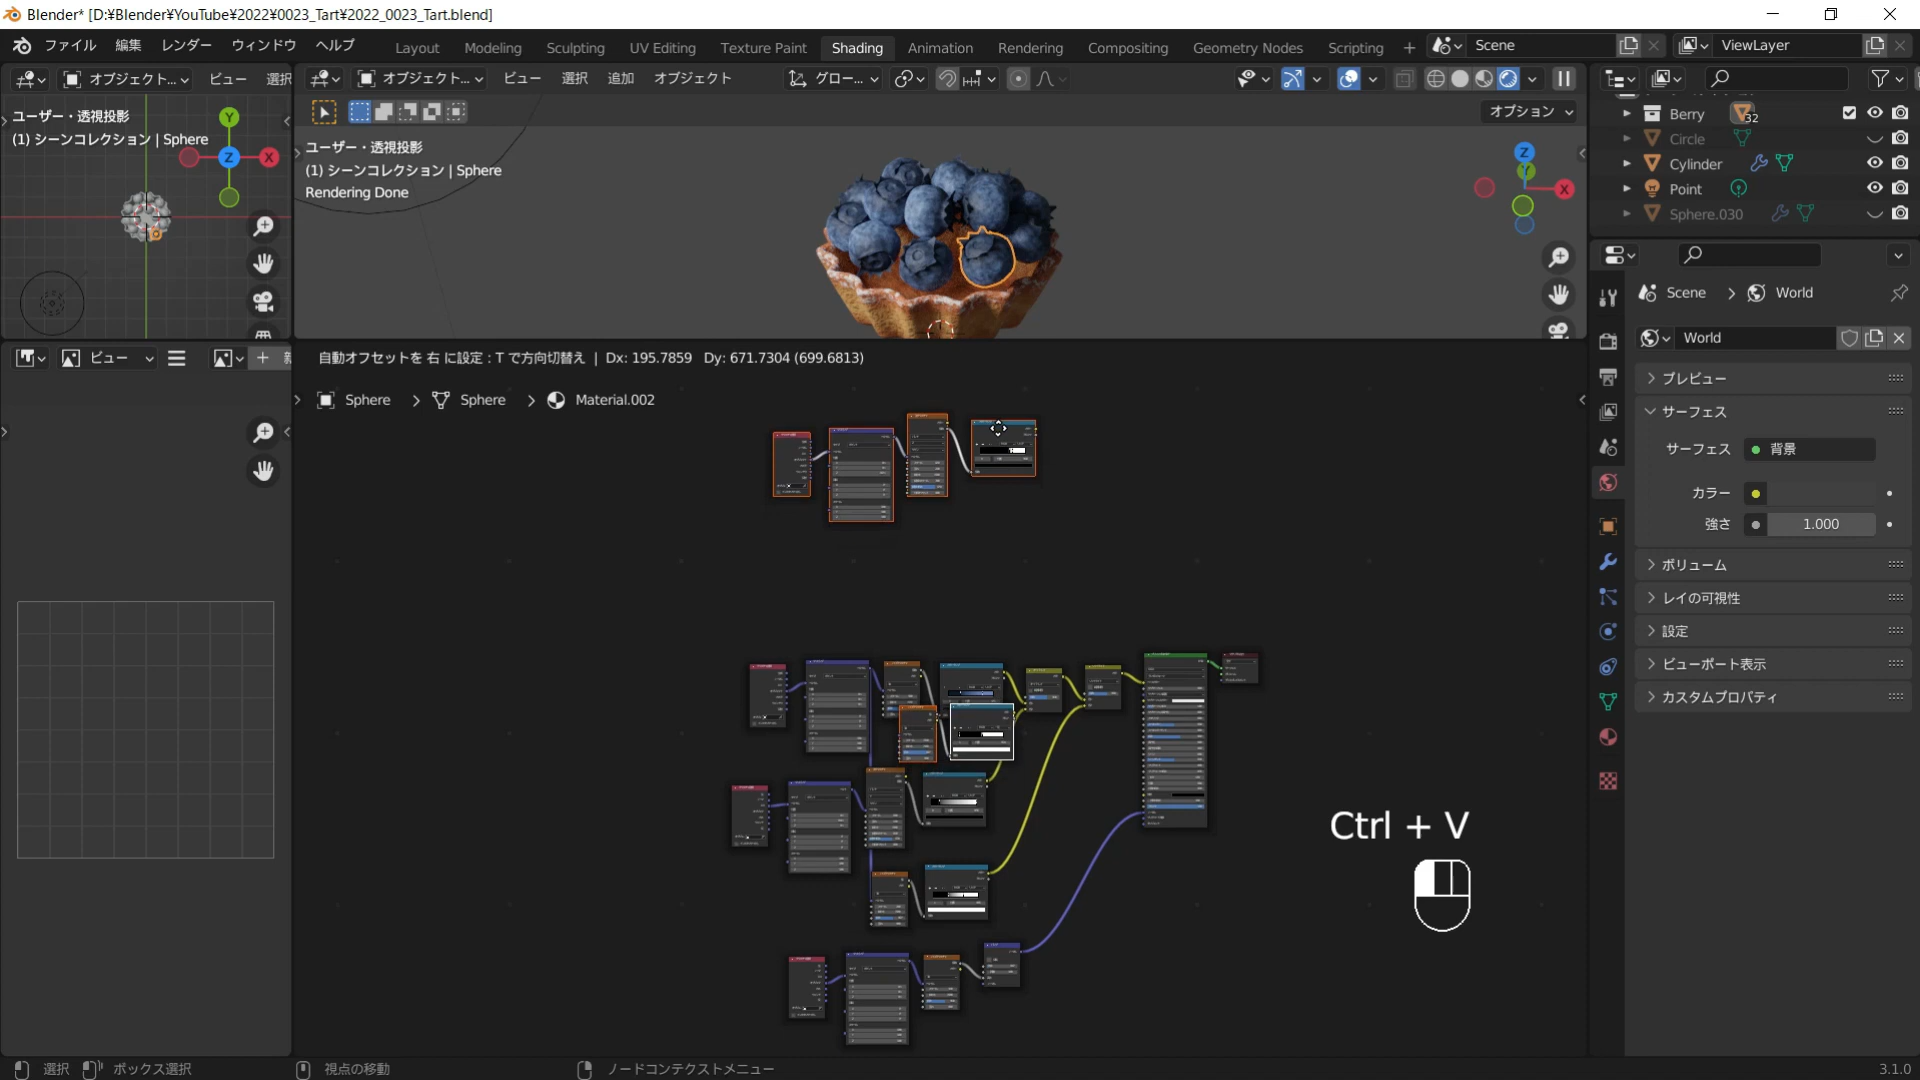 Blender* [D:¥Blender¥YouTube¥2022¥0023_Tart¥2022_0023_Tart.blend]
ファイル 編集 レンダー ウィンドウ ヘルプ Layout Modeling Sculpting UV Editing Texture Paint Shading Animation Rendering Compositing Geometry Nodes Scripting + Scene ViewLayer
オブジェクト... ビュー 選択
オブジェクト... ビュー 選択 追加 オブジェクト グロー...
オプション
ユーザー・透視投影
(1) シーンコレクション | Sphere
Y
X
Z
ユーザー・透視投影
(1) シーンコレクション | Sphere
Rendering Done
Z
Y
X
Berry 32
Circle
Cylinder
Point
Sphere.030
Scene > World
World
プレビュー
サーフェス
サーフェス 背景
カラー
強さ 1.000
ボリューム
レイの可視性
設定
ビューポート表示
カスタムプロパティ
ビュー
自動オフセットを 右 に設定 : T で方向切替え | Dx: 195.7859 Dy: 671.7304 (699.6813)
Sphere > Sphere > Material.002
Ctrl + V
選択 ボックス選択 視点の移動 ノードコンテクストメニュー 3.1.0